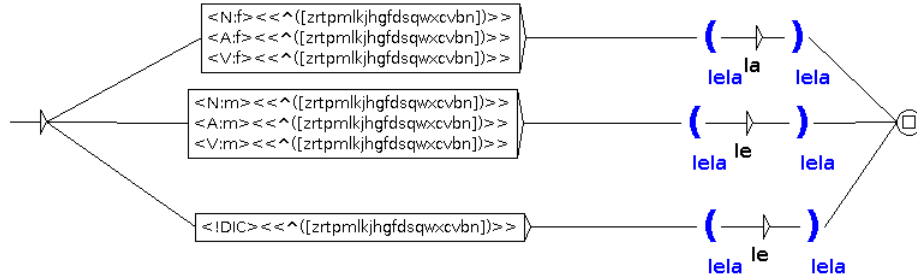 <N:f><<^([zrtpmlkjhgfdsqwxcvbn])>>
<A:f><<^([zrtpmlkjhgfdsqwxcvbn])>>
<V:f><<^([zrtpmlkjhgfdsqwxcvbn])>>
( )
lela la lela
<N:m><<^([zrtpmlkjhgfdsqwxcvbn])>>
<A:m><<^([zrtpmlkjhgfdsqwxcvbn])>>
<V:m><<^([zrtpmlkjhgfdsqwxcvbn])>>
( )
lela le lela
<!DIC><<^([zrtpmlkjhgfdsqwxcvbn])>>
( )
lela le lela